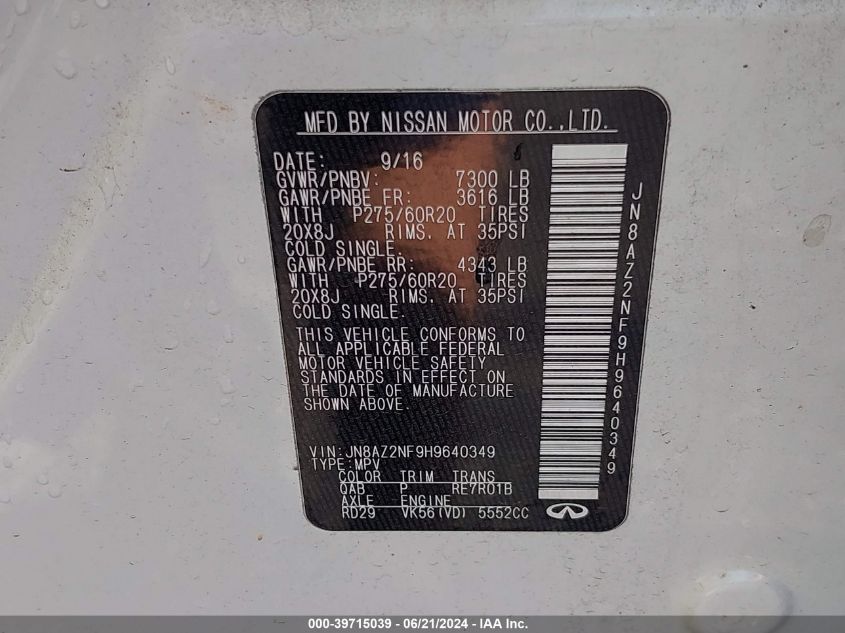 MFD BY NISSAN MOTOR CO.,LTD.
DATE: 9/16
GVWR/PNBV: 7300 LB
GAWR/PNBE FR: 3616 LB
WITH P275/60R20 TIRES
20X8J RIMS. AT 35PSI
COLD SINGLE.
GAWR/PNBE RR: 4343 LB
WITH P275/60R20 TIRES
20X8J RIMS. AT 35PSI
COLD SINGLE.
THIS VEHICLE CONFORMS TO
ALL APPLICABLE FEDERAL
MOTOR VEHICLE SAFETY
STANDARDS IN EFFECT ON
THE DATE OF MANUFACTURE
SHOWN ABOVE.
VIN:JN8AZ2NF9H9640349
TYPE:MPV
COLOR TRIM TRANS
QAB P RE7R01B
AXLE ENGINE
RD29 VK56(VD) 5552CC
JN8AZ2NF9H9640349
000-39715039 - 06/21/2024 - IAA Inc.